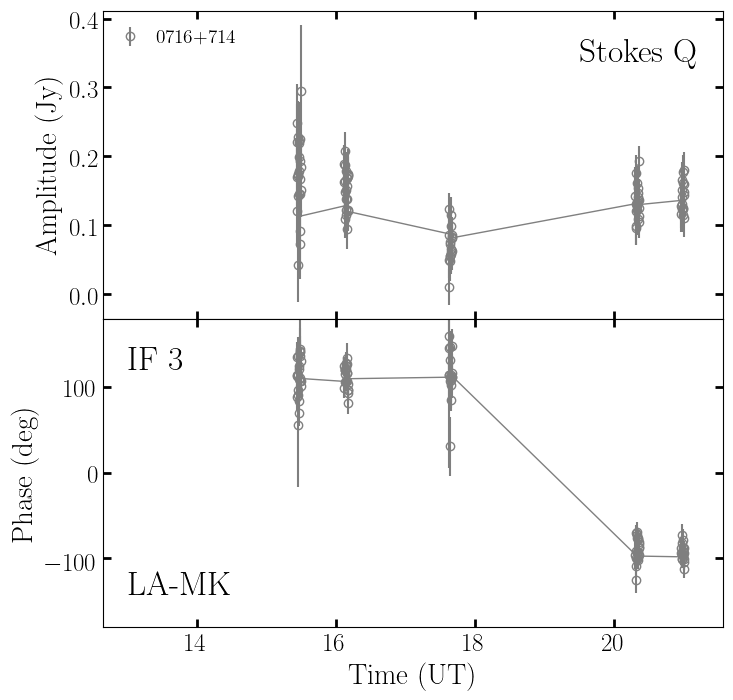 0716+714
Stokes Q
0.4
0.3
0.2
0.1
0.0
Amplitude (Jy)
IF 3
100
0
−100
Phase (deg)
LA-MK
14 16 18 20
Time (UT)